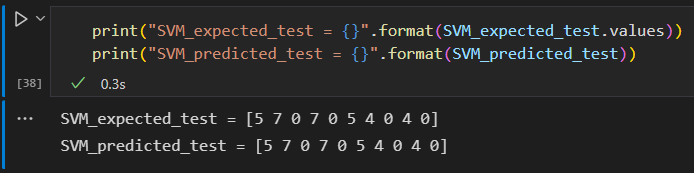 print("SVM_expected_test = {}".format(SVM_expected_test.values))
print("SVM_predicted_test = {}".format(SVM_predicted_test))
[38] ✓ 0.3s
... SVM_expected_test = [5 7 0 7 0 5 4 0 4 0]
SVM_predicted_test = [5 7 0 7 0 5 4 0 4 0]